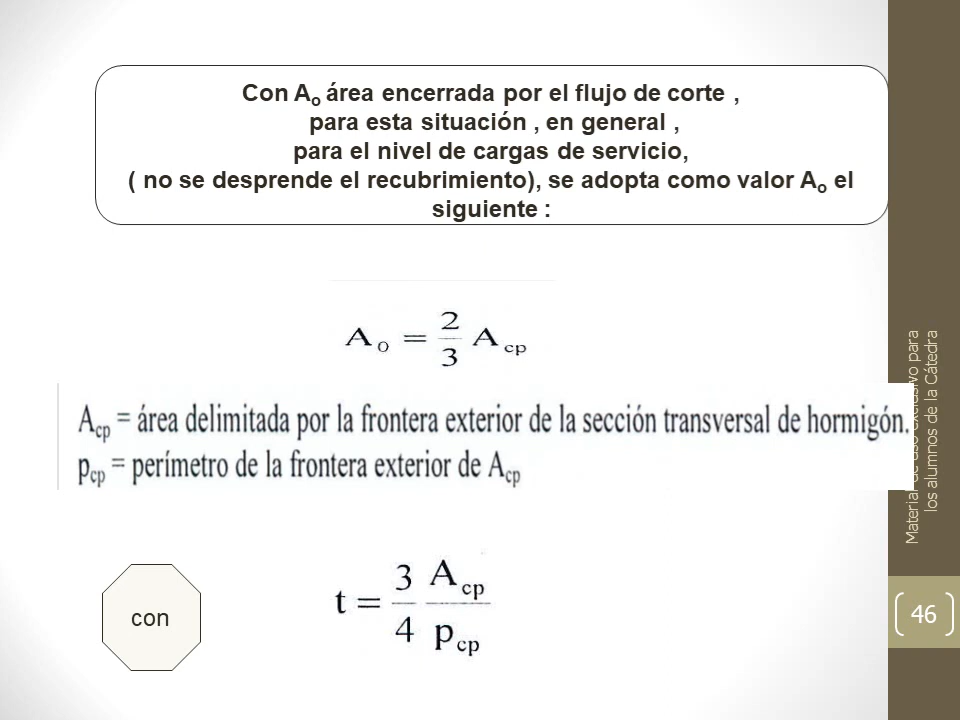 Con Ao área encerrada por el flujo de corte ,
para esta situación , en general ,
para el nivel de cargas de servicio,
( no se desprende el recubrimiento), se adopta como valor Ao el
siguiente :
A₀ = 2/3 Acp
Acp = área delimitada por la frontera exterior de la sección transversal de hormigón.
pcp = perímetro de la frontera exterior de Acp
con
t = 3/4 Acp/pcp
Material de uso exclusivo para
los alumnos de la Cátedra
46